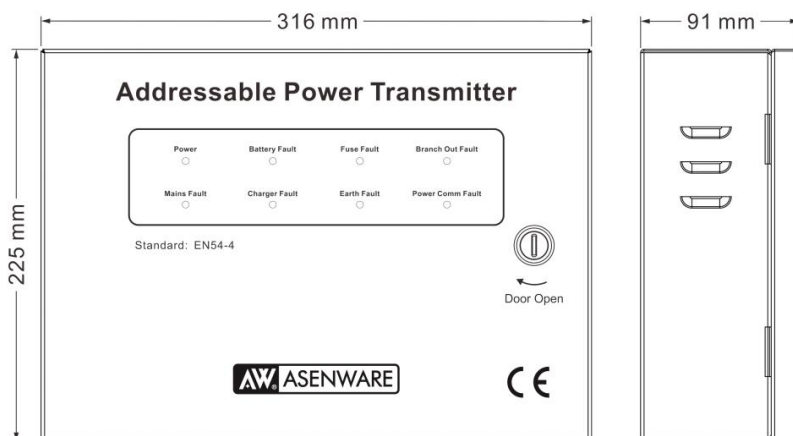 316 mm
91 mm
225 mm
Addressable Power Transmitter
Power Battery Fault Fuse Fault Branch Out Fault
Mains Fault Charger Fault Earth Fault Power Comm Fault
Standard: EN54-4
Door Open
AW® ASENWARE
CE